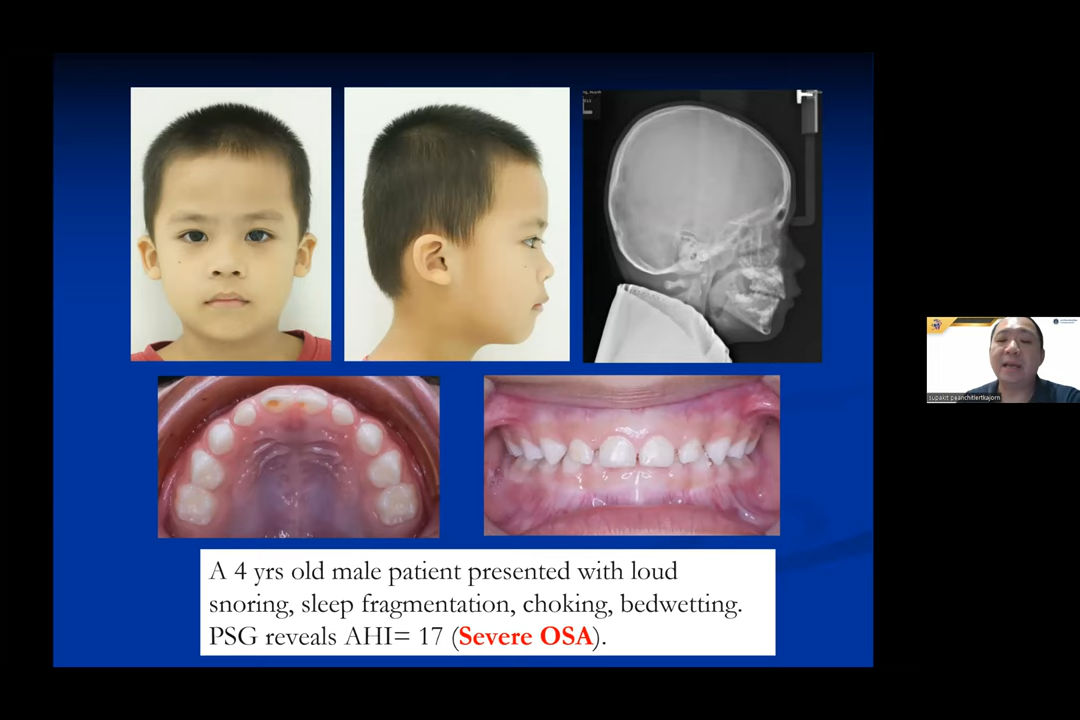 A 4 yrs old male patient presented with loud
snoring, sleep fragmentation, choking, bedwetting.
PSG reveals AHI= 17 (Severe OSA).
supakit peanchitlertkajorn